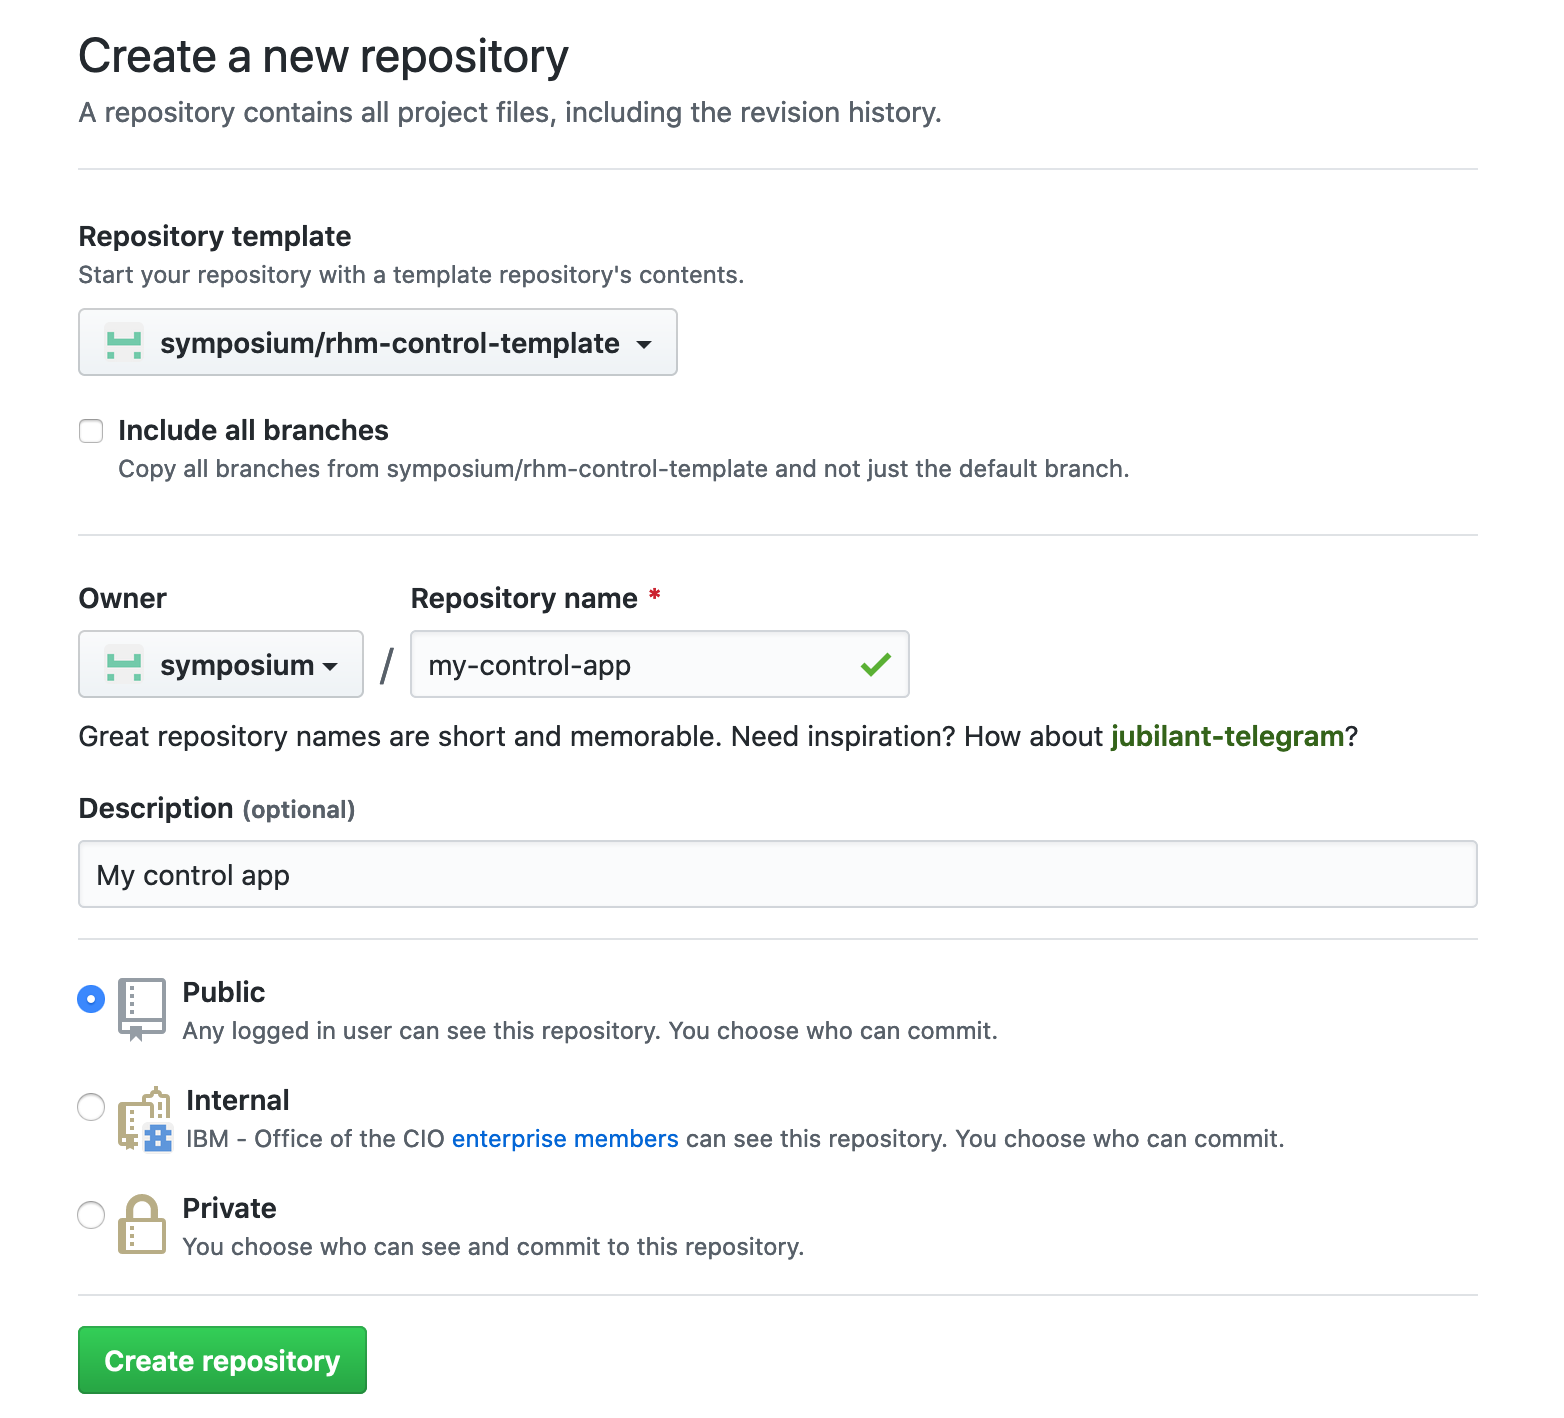 Create a new repository
A repository contains all project files, including the revision history.
Repository template
Start your repository with a template repository's contents.
symposium/rhm-control-template
Include all branches
Copy all branches from symposium/rhm-control-template and not just the default branch.
Owner
Repository name *
symposium / my-control-app
Great repository names are short and memorable. Need inspiration? How about jubilant-telegram?
Description (optional)
My control app
Public
Any logged in user can see this repository. You choose who can commit.
Internal
IBM - Office of the CIO enterprise members can see this repository. You choose who can commit.
Private
You choose who can see and commit to this repository.
Create repository